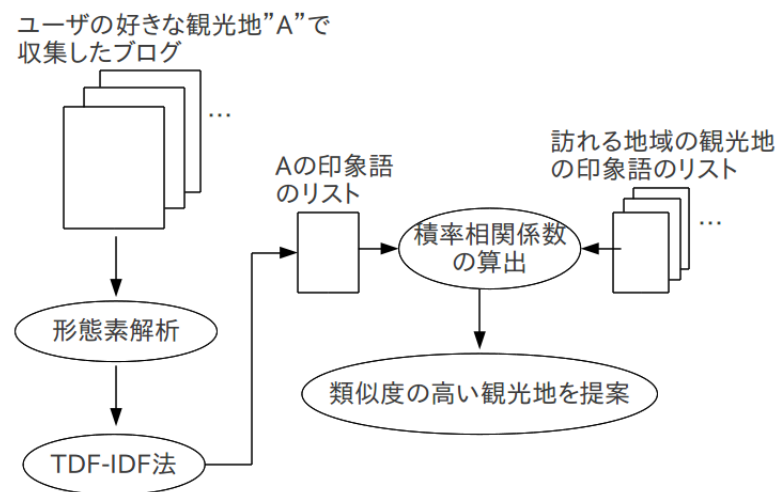 ユーザの好きな観光地”A”で
収集したブログ
…
形態素解析
TDF-IDF法
Aの印象語
のリスト
積率相関係数
の算出
訪れる地域の観光地
の印象語のリスト
…
類似度の高い観光地を提案